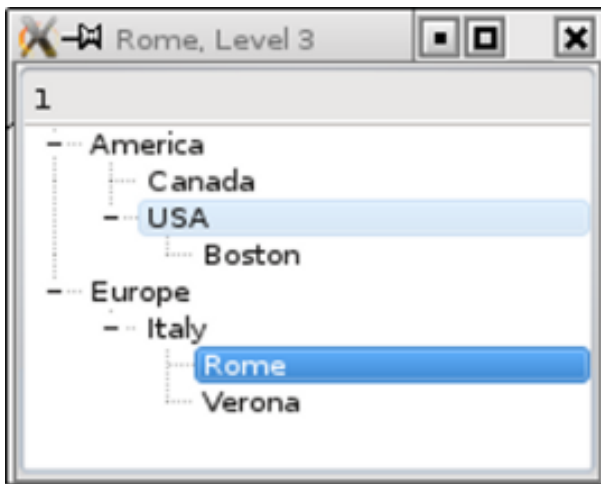 Rome, Level 3
1
America
Canada
USA
Boston
Europe
Italy
Rome
Verona